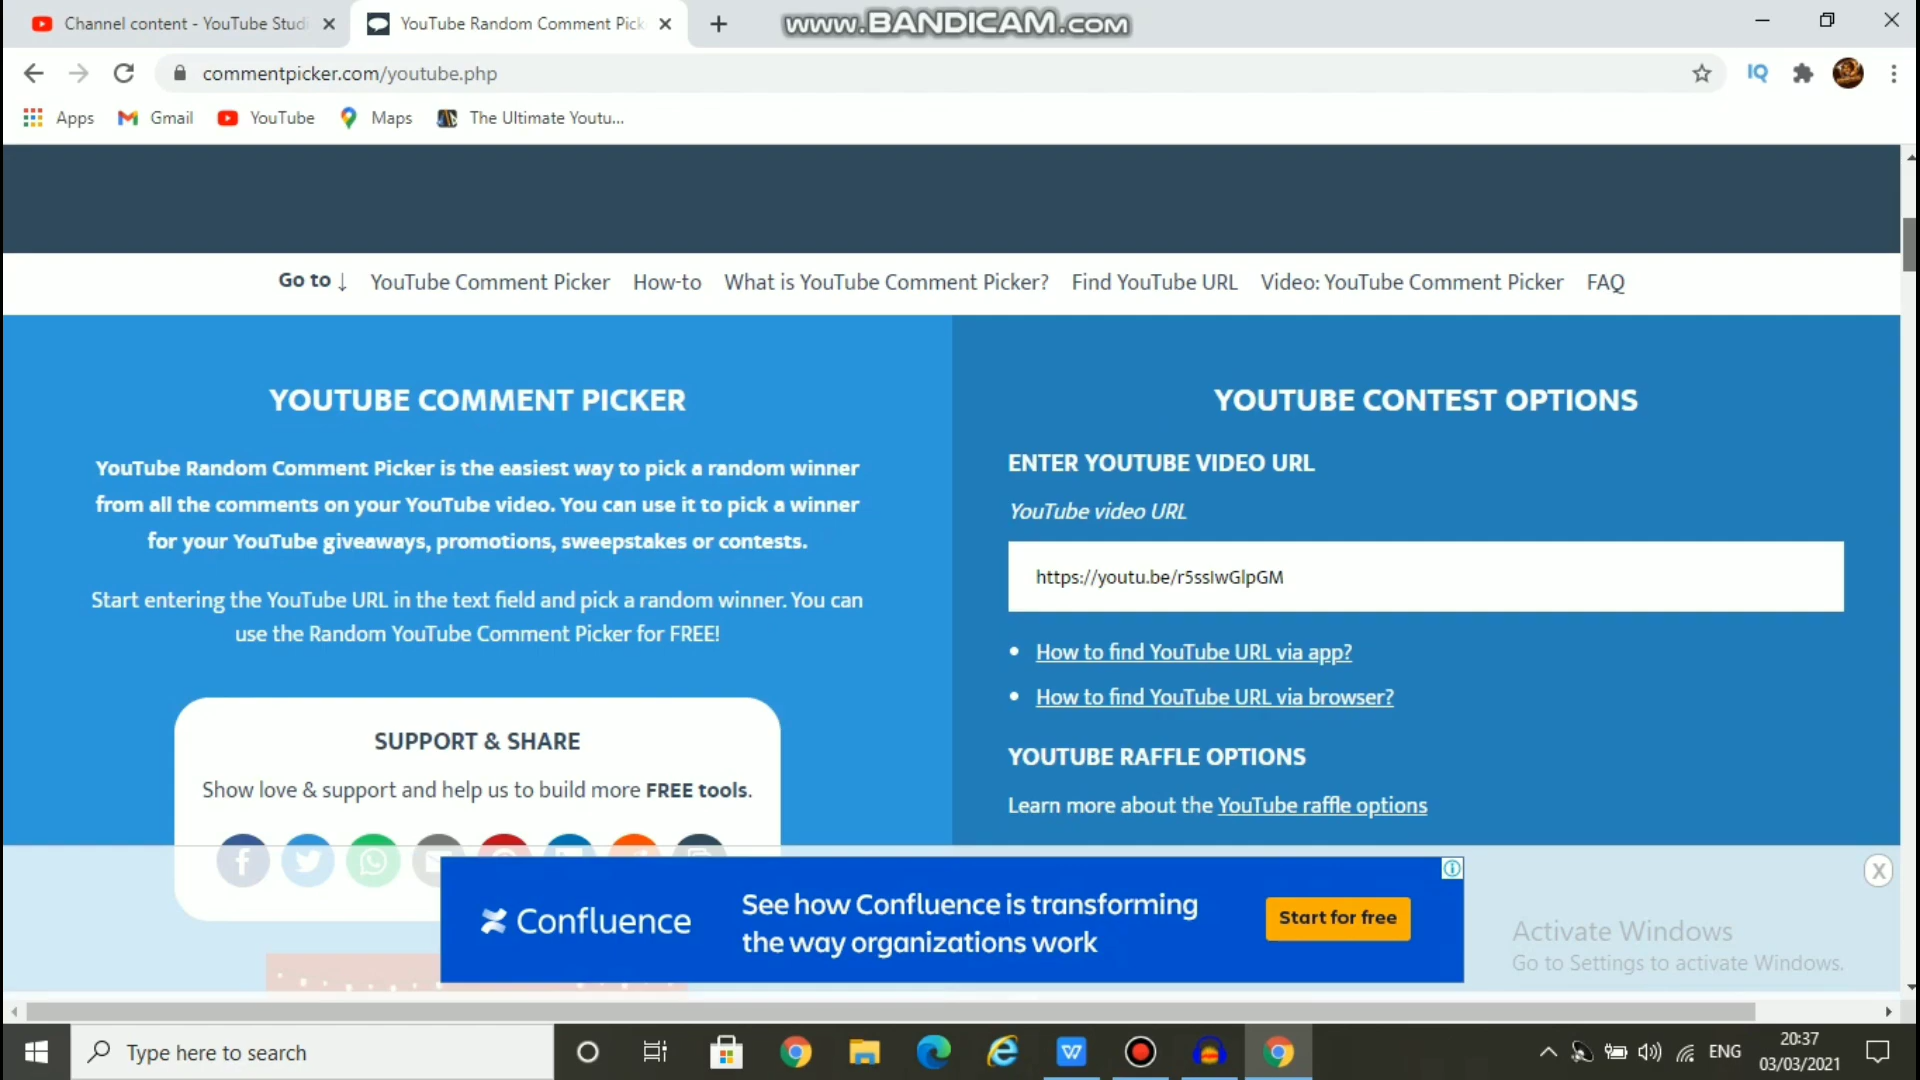 Channel content - YouTube Studi
YouTube Random Comment Pick
www.BANDICAM.com
commentpicker.com/youtube.php
IQ
Apps
Gmail
YouTube
Maps
The Ultimate Youtu...
Go to ↓ YouTube Comment Picker How-to What is YouTube Comment Picker? Find YouTube URL Video: YouTube Comment Picker FAQ
YOUTUBE COMMENT PICKER
YouTube Random Comment Picker is the easiest way to pick a random winner
from all the comments on your YouTube video. You can use it to pick a winner
for your YouTube giveaways, promotions, sweepstakes or contests.
Start entering the YouTube URL in the text field and pick a random winner. You can
use the Random YouTube Comment Picker for FREE!
SUPPORT & SHARE
Show love & support and help us to build more FREE tools.
YOUTUBE CONTEST OPTIONS
ENTER YOUTUBE VIDEO URL
YouTube video URL
https://youtu.be/r5ssIwGlpGM
• How to find YouTube URL via app?
• How to find YouTube URL via browser?
YOUTUBE RAFFLE OPTIONS
Learn more about the YouTube raffle options
Confluence
See how Confluence is transforming
the way organizations work
Start for free
X
Activate Windows
Go to Settings to activate Windows.
Type here to search
W
ENG
20:37
03/03/2021